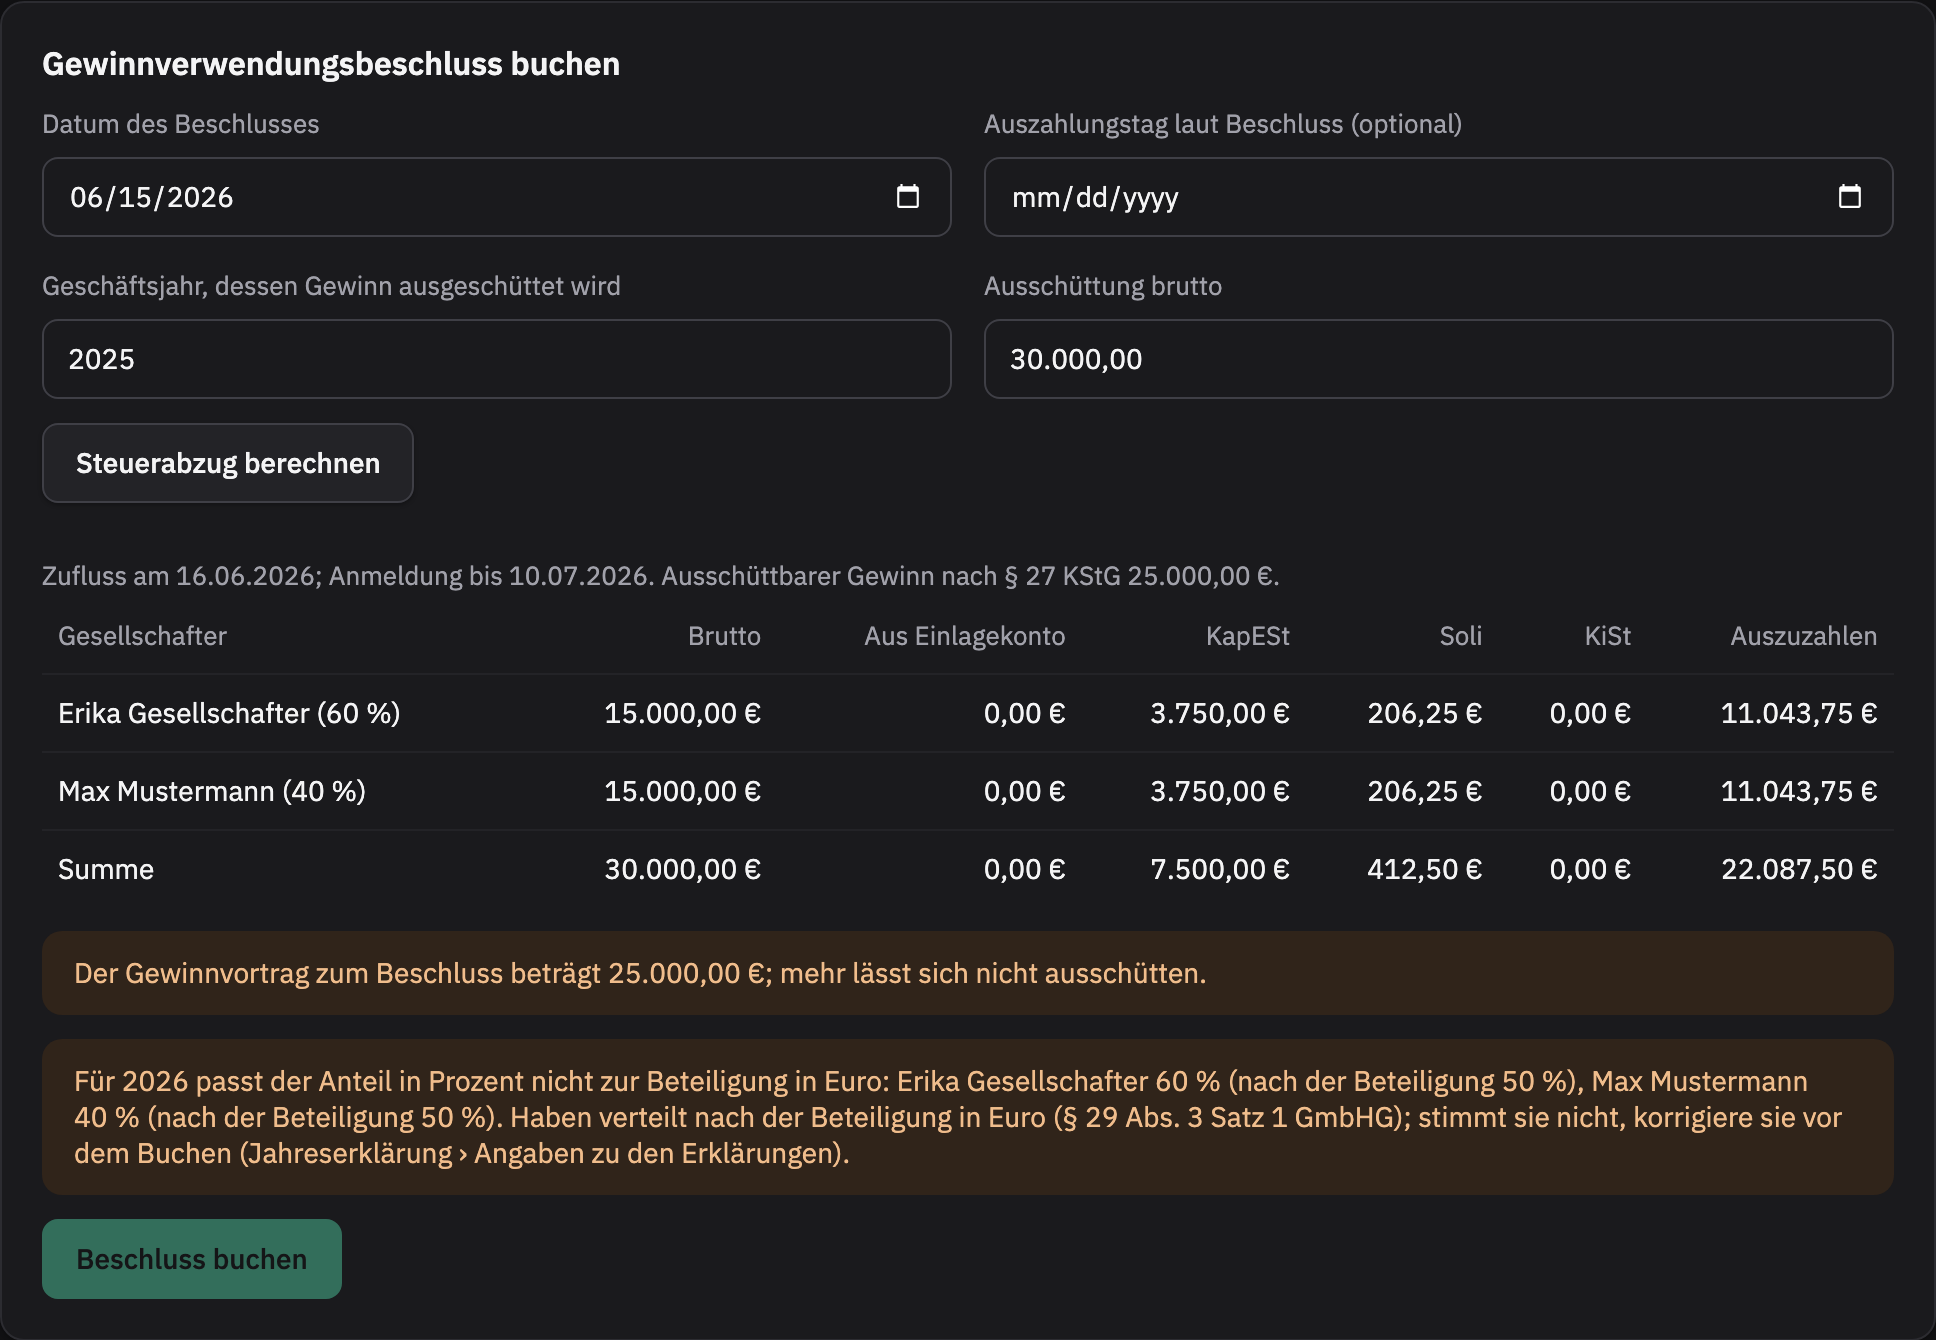 Gewinnverwendungsbeschluss buchen
Datum des Beschlusses
Auszahlungstag laut Beschluss (optional)
06/15/2026
mm/dd/yyyy
Geschäftsjahr, dessen Gewinn ausgeschüttet wird
Ausschüttung brutto
2025
30.000,00
Steuerabzug berechnen
Zufluss am 16.06.2026; Anmeldung bis 10.07.2026. Ausschüttbarer Gewinn nach § 27 KStG 25.000,00 €.
Gesellschafter Brutto Aus Einlagekonto KapESt Soli KiSt Auszuzahlen
Erika Gesellschafter (60 %) 15.000,00 € 0,00 € 3.750,00 € 206,25 € 0,00 € 11.043,75 €
Max Mustermann (40 %) 15.000,00 € 0,00 € 3.750,00 € 206,25 € 0,00 € 11.043,75 €
Summe 30.000,00 € 0,00 € 7.500,00 € 412,50 € 0,00 € 22.087,50 €
Der Gewinnvortrag zum Beschluss beträgt 25.000,00 €; mehr lässt sich nicht ausschütten.
Für 2026 passt der Anteil in Prozent nicht zur Beteiligung in Euro: Erika Gesellschafter 60 % (nach der Beteiligung 50 %), Max Mustermann
40 % (nach der Beteiligung 50 %). Haben verteilt nach der Beteiligung in Euro (§ 29 Abs. 3 Satz 1 GmbHG); stimmt sie nicht, korrigiere sie vor
dem Buchen (Jahreserklärung › Angaben zu den Erklärungen).
Beschluss buchen